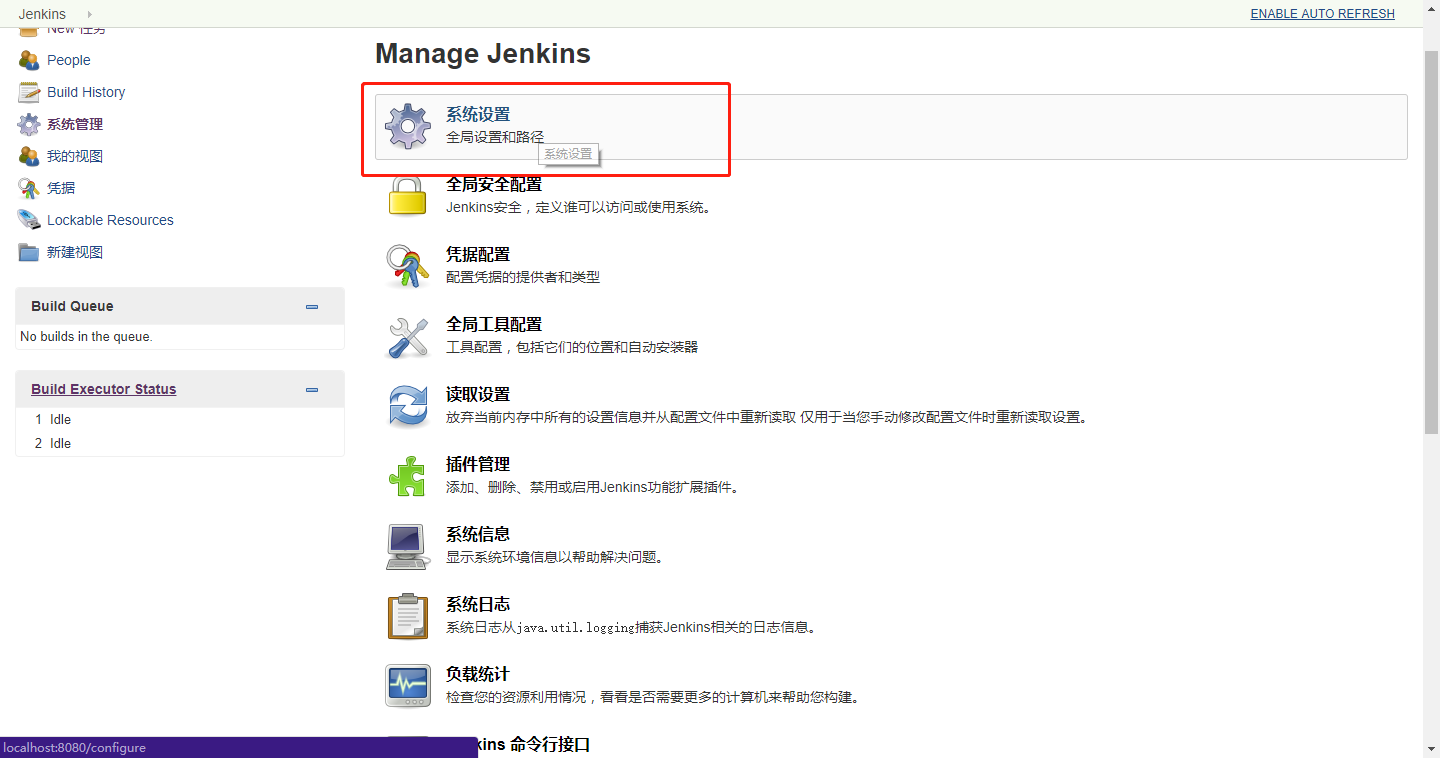 Jenkins
ENABLE AUTO REFRESH
New 任务
People
Build History
系统管理
我的视图
凭据
Lockable Resources
新建视图
Build Queue
No builds in the queue.
Build Executor Status
1 Idle
2 Idle
Manage Jenkins
系统设置
全局设置和路径
系统设置
全局安全配置
Jenkins安全，定义谁可以访问或使用系统。
凭据配置
配置凭据的提供者和类型
全局工具配置
工具配置，包括它们的位置和自动安装器
读取设置
放弃当前内存中所有的设置信息并从配置文件中重新读取 仅用于当您手动修改配置文件时重新读取设置。
插件管理
添加、删除、禁用或启用Jenkins功能扩展插件。
系统信息
显示系统环境信息以帮助解决问题。
系统日志
系统日志从java.util.logging捕获Jenkins相关的日志信息。
负载统计
检查您的资源利用情况，看看是否需要更多的计算机来帮助您构建。
kins 命令行接口
localhost:8080/configure